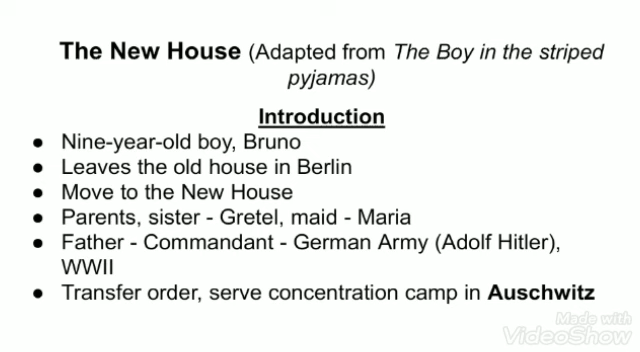 The New House (Adapted from The Boy in the striped
pyjamas)
Introduction
● Nine-year-old boy, Bruno
● Leaves the old house in Berlin
● Move to the New House
● Parents, sister - Gretel, maid - Maria
● Father - Commandant - German Army (Adolf Hitler),
WWII
● Transfer order, serve concentration camp in Auschwitz
Made with
VideoShow